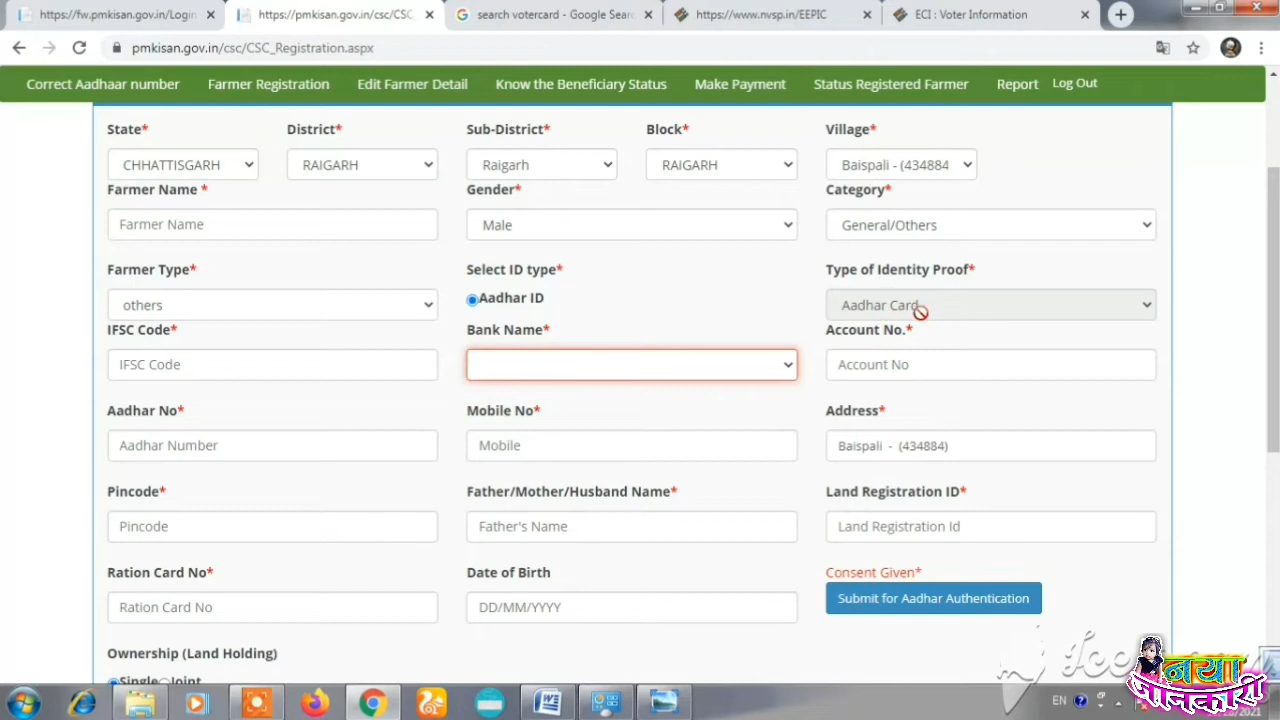 https://fw.pmkisan.gov.in/Login
https://pmkisan.gov.in/csc/CSC_
search votercard - Google Sear
https://www.nvsp.in/EEPIC
ECI : Voter Information
pmkisan.gov.in/csc/CSC_Registration.aspx
Correct Aadhaar number Farmer Registration Edit Farmer Detail Know the Beneficiary Status Make Payment Status Registered Farmer Report Log Out
State* District* Sub-District* Block* Village*
CHHATTISGARH RAIGARH Raigarh RAIGARH Baispali - (434884
Farmer Name * Gender* Category*
Farmer Name Male General/Others
Farmer Type* Select ID type* Type of Identity Proof*
others Aadhar ID Aadhar Card
IFSC Code* Bank Name* Account No.*
IFSC Code Account No
Aadhar No* Mobile No* Address*
Aadhar Number Mobile Baispali - (434884)
Pincode* Father/Mother/Husband Name* Land Registration ID*
Pincode Father's Name Land Registration Id
Ration Card No* Date of Birth Consent Given*
Ration Card No DD/MM/YYYY Submit for Aadhar Authentication
Ownership (Land Holding)
Single Joint
नया
जानकारी
EN